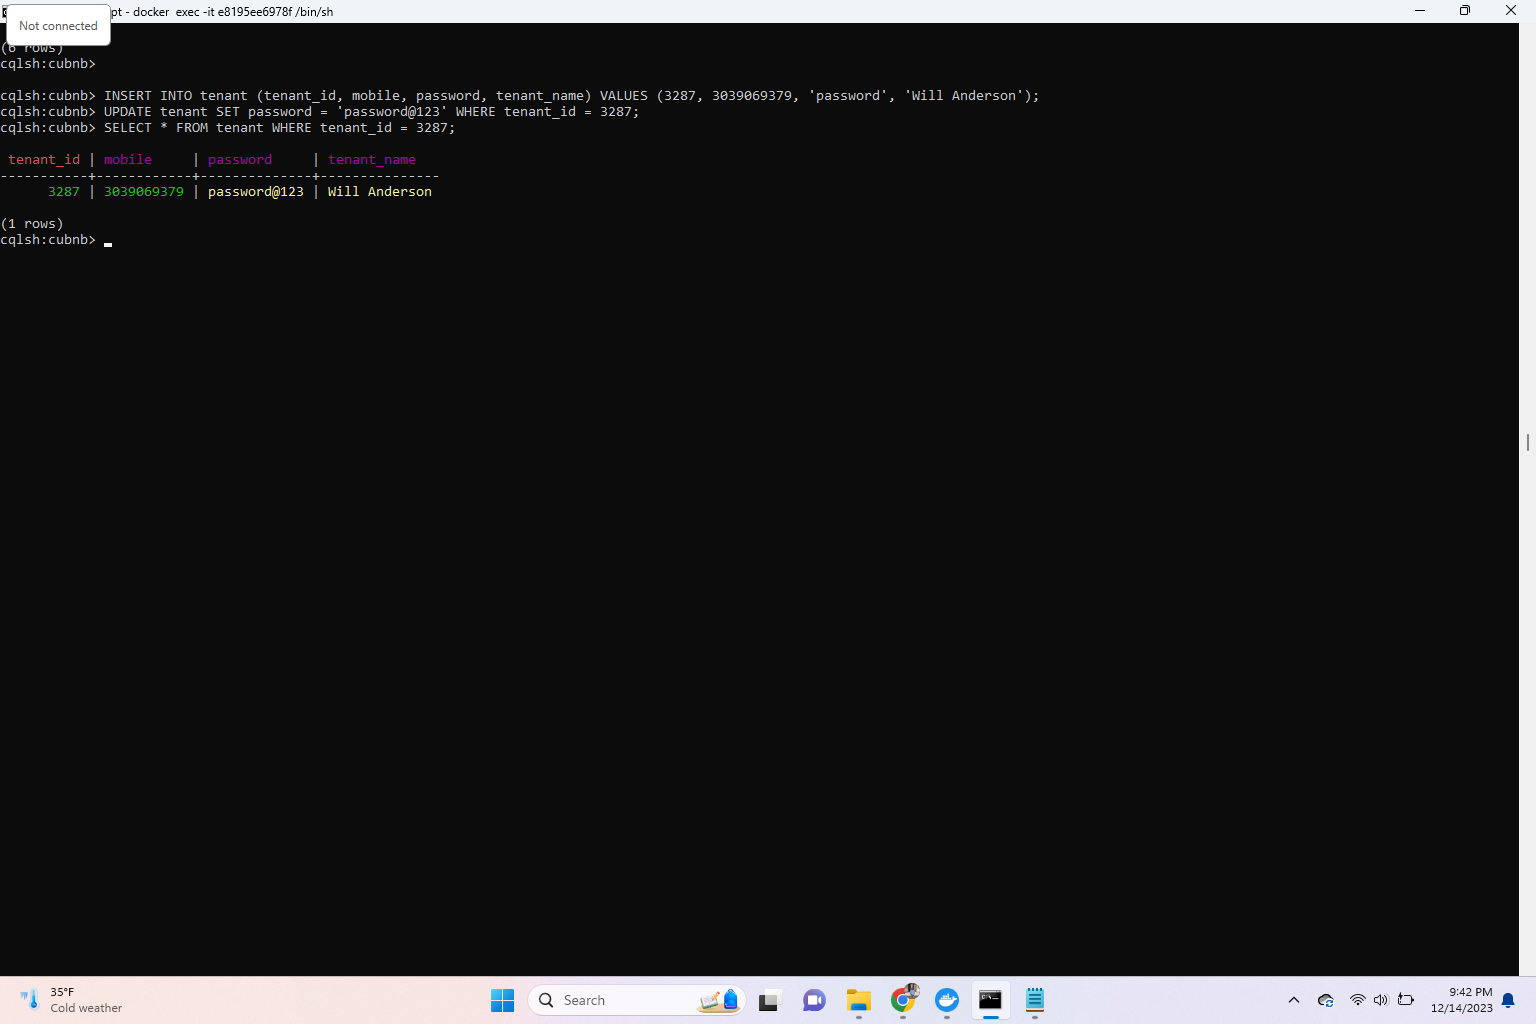 pt - docker  exec -it e8195ee6978f /bin/sh
Not connected
(6 rows)
cqlsh:cubnb>
cqlsh:cubnb> INSERT INTO tenant (tenant_id, mobile, password, tenant_name) VALUES (3287, 3039069379, 'password', 'Will Anderson');
cqlsh:cubnb> UPDATE tenant SET password = 'password@123' WHERE tenant_id = 3287;
cqlsh:cubnb> SELECT * FROM tenant WHERE tenant_id = 3287;
 tenant_id | mobile     | password     | tenant_name
-----------+------------+--------------+---------------
      3287 | 3039069379 | password@123 | Will Anderson
(1 rows)
cqlsh:cubnb>
35°F
Cold weather
Search
9:42 PM
12/14/2023